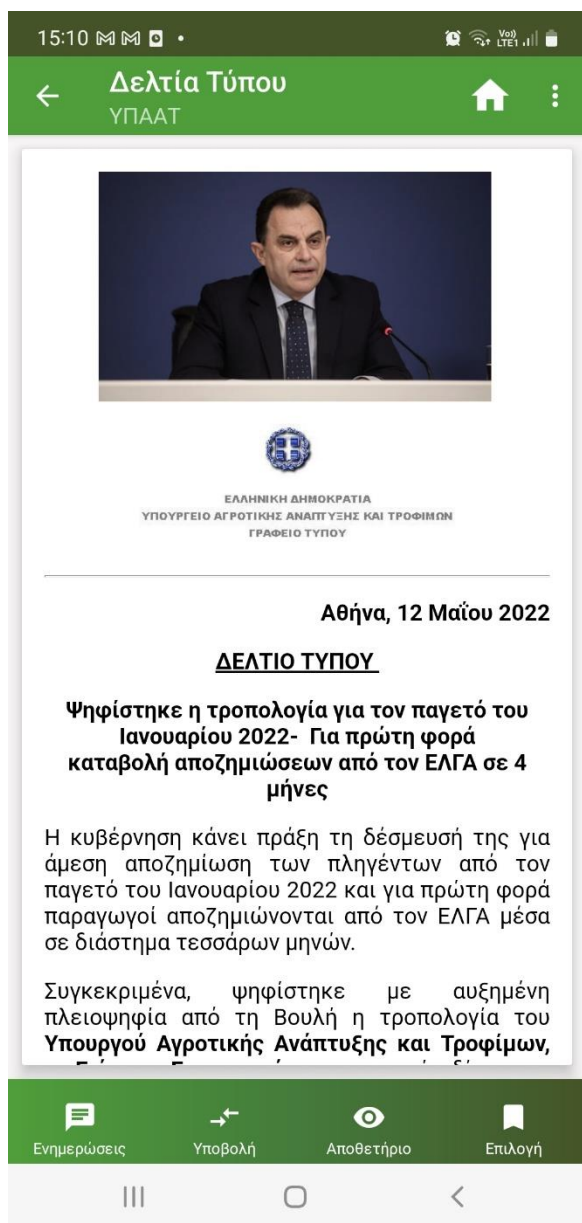 15:10
Vo))
LTE1
Δελτία Τύπου
ΥΠΑΑΤ
ΕΛΛΗΝΙΚΗ ΔΗΜΟΚΡΑΤΙΑ
ΥΠΟΥΡΓΕΙΟ ΑΓΡΟΤΙΚΗΣ ΑΝΑΠΤΥΞΗΣ ΚΑΙ ΤΡΟΦΙΜΩΝ
ΓΡΑΦΕΙΟ ΤΥΠΟΥ
Αθήνα, 12 Μαΐου 2022
ΔΕΛΤΙΟ ΤΥΠΟΥ
Ψηφίστηκε η τροπολογία για τον παγετό του
Ιανουαρίου 2022- Για πρώτη φορά
καταβολή αποζημιώσεων από τον ΕΛΓΑ σε 4
μήνες
Η κυβέρνηση κάνει πράξη τη δέσμευσή της για
άμεση αποζημίωση των πληγέντων από τον
παγετό του Ιανουαρίου 2022 και για πρώτη φορά
παραγωγοί αποζημιώνονται από τον ΕΛΓΑ μέσα
σε διάστημα τεσσάρων μηνών.
Συγκεκριμένα, ψηφίστηκε με αυξημένη
πλειοψηφία από τη Βουλή η τροπολογία του
Υπουργού Αγροτικής Ανάπτυξης και Τροφίμων,
Ενημερώσεις
Υποβολή
Αποθετήριο
Επιλογή